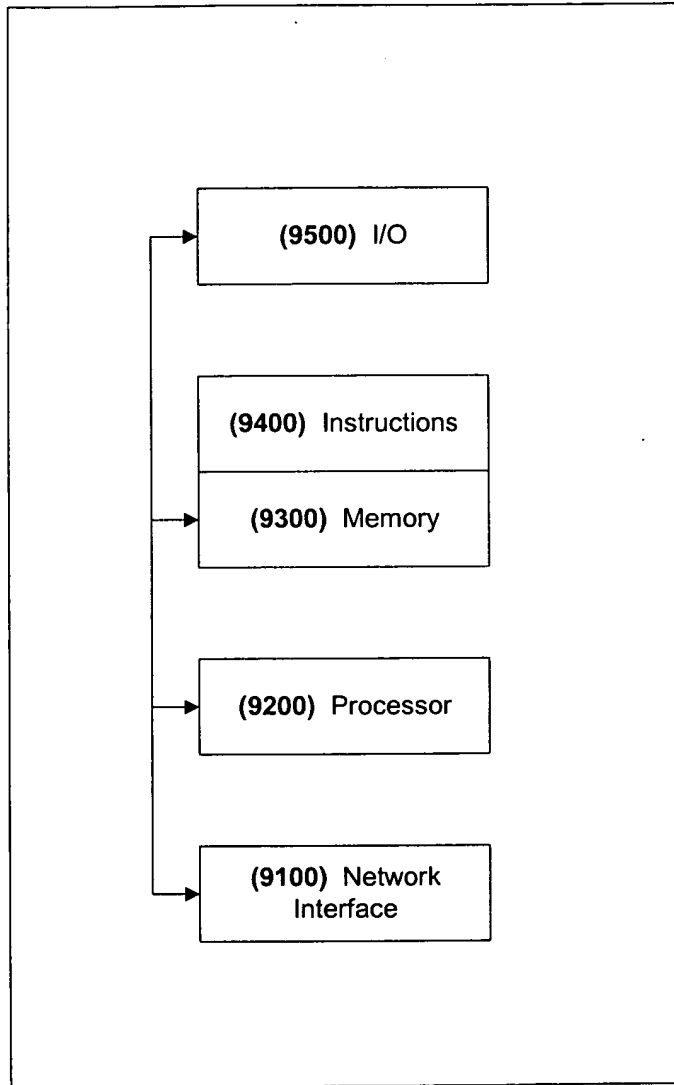 (9500) I/O
(9400) Instructions
(9300) Memory
(9200) Processor
(9100) Network
Interface